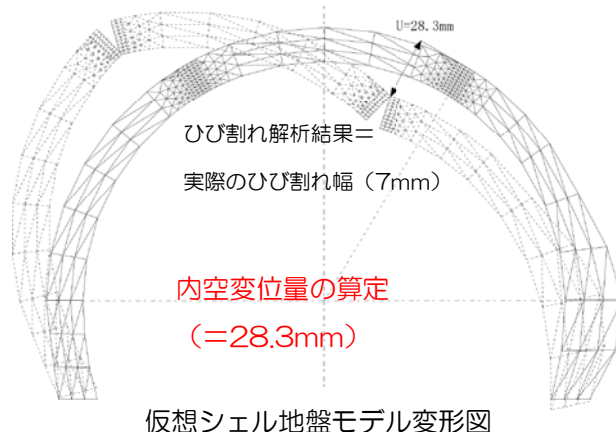 U=28.3mm
ひび割れ解析結果＝
実際のひび割れ幅（7mm）
内空変位量の算定
（＝28.3mm）
仮想シェル地盤モデル変形図